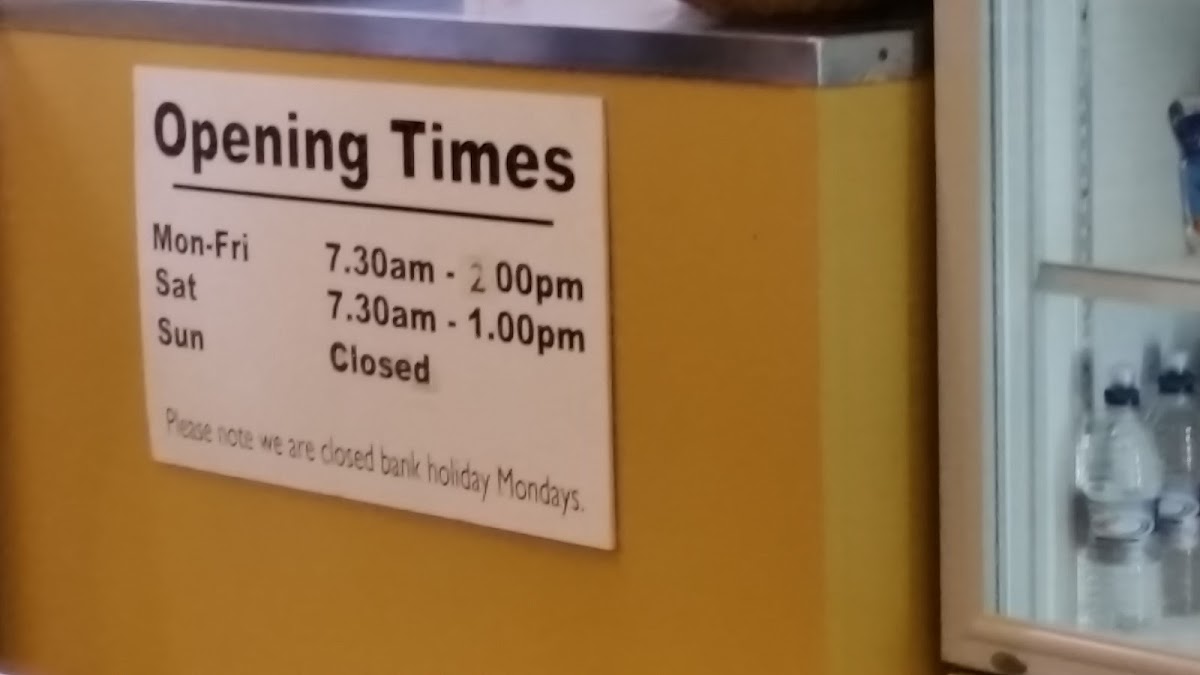 Opening Times
Mon-Fri 7.30am - 2 00pm
Sat 7.30am - 1.00pm
Sun Closed
Please note we are closed bank holiday Mondays.